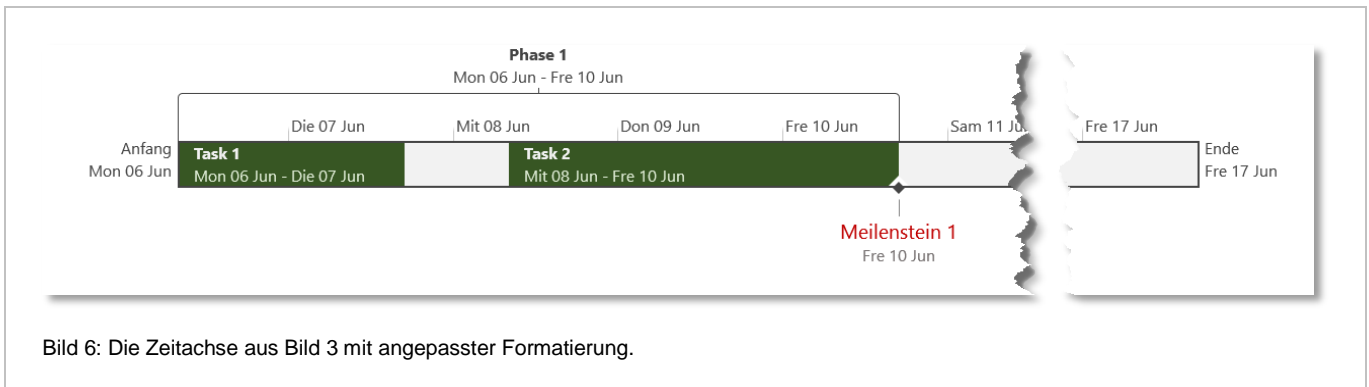 Phase 1
Mon 06 Jun - Fre 10 Jun
Die 07 Jun
Mit 08 Jun
Don 09 Jun
Fre 10 Jun
Sam 11
Fre 17 Jun
Anfang
Mon 06 Jun
Task 1
Mon 06 Jun - Die 07 Jun
Task 2
Mit 08 Jun - Fre 10 Jun
Ende
Fre 17 Jun
Meilenstein 1
Fre 10 Jun
Bild 6: Die Zeitachse aus Bild 3 mit angepasster Formatierung.